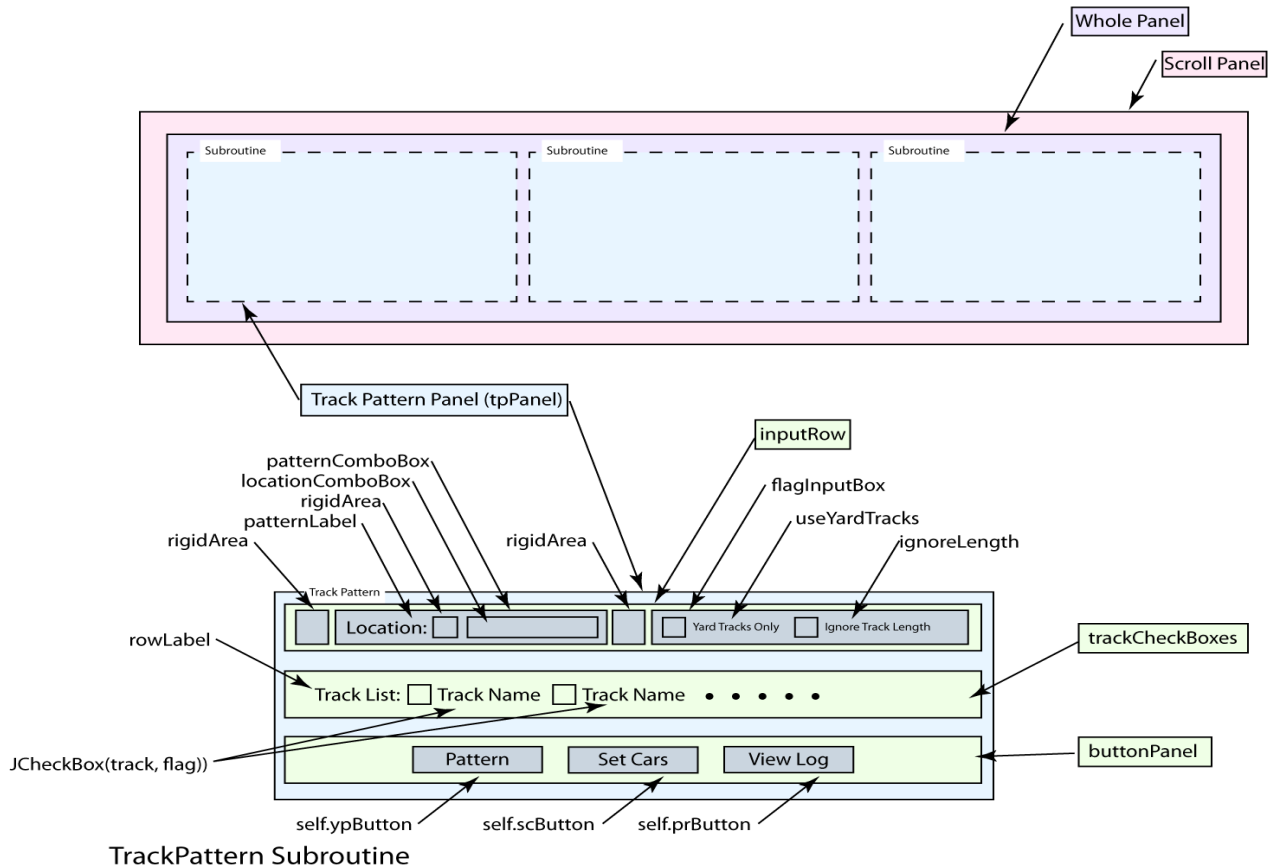 Whole Panel
Scroll Panel
Subroutine
Subroutine
Subroutine
Track Pattern Panel (tpPanel)
inputRow
patternComboBox
locationComboBox
rigidArea
patternLabel
rigidArea
rigidArea
flagInputBox
useYardTracks
ignoreLength
Track Pattern
Location:
Yard Tracks Only
Ignore Track Length
rowLabel
trackCheckBoxes
Track List:
Track Name
Track Name
JCheckBox(track, flag))
Pattern
Set Cars
View Log
buttonPanel
self.ypButton
self.scButton
self.prButton
TrackPattern Subroutine